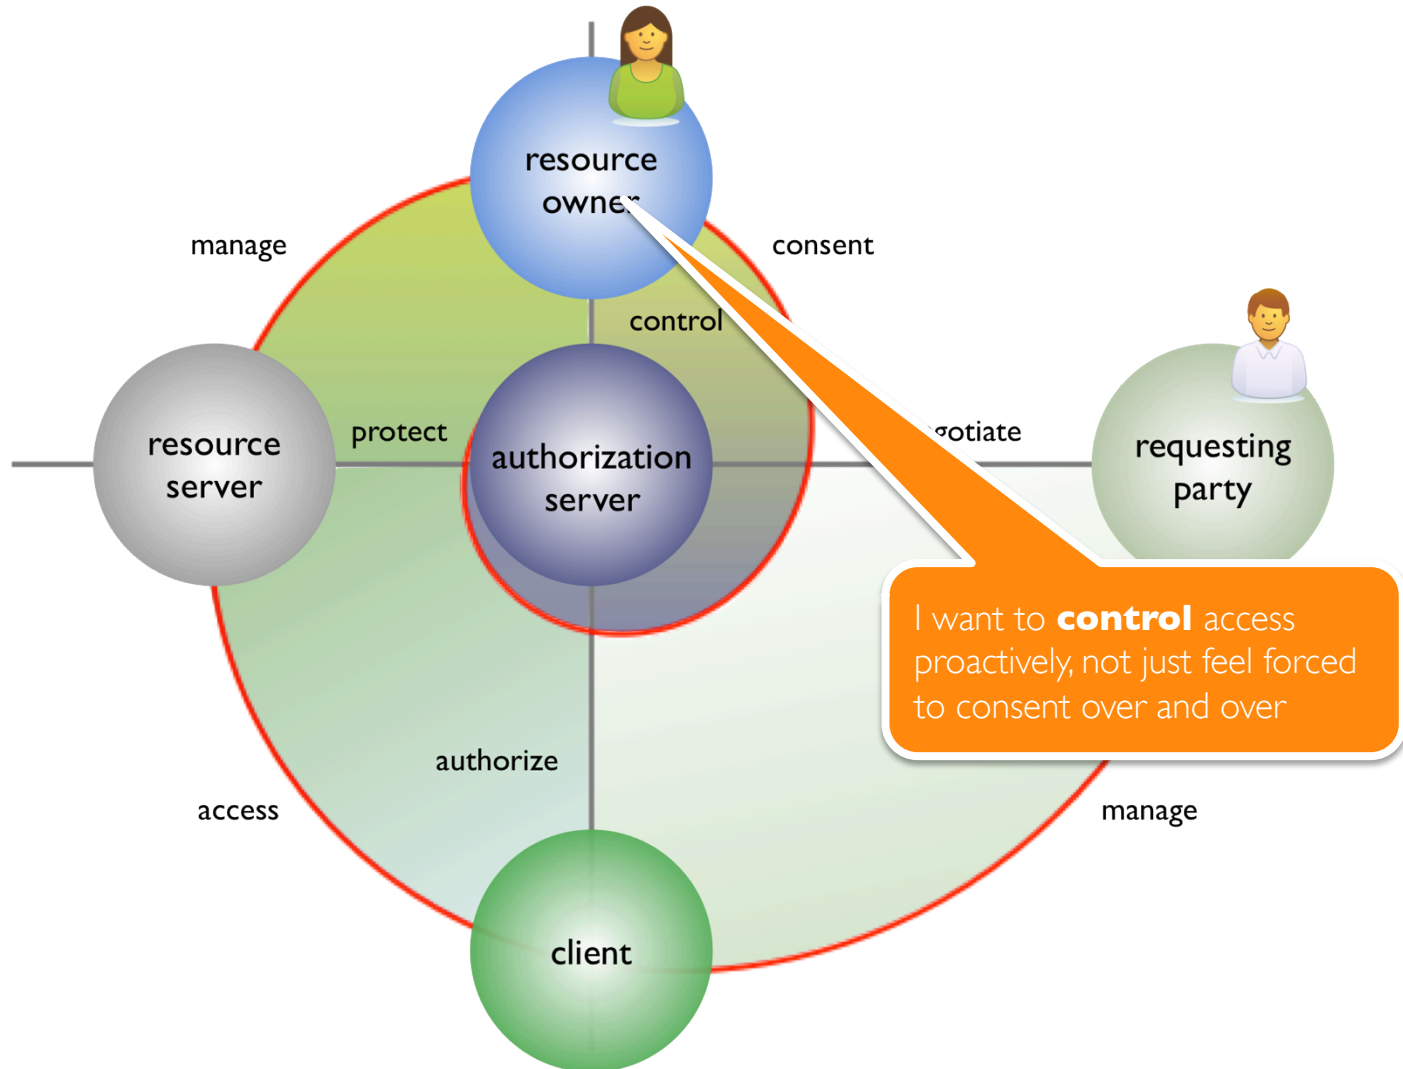 resource
owner
manage
consent
control
resource
server
protect
authorization
server
gotiate
requesting
party
I want to control access
proactively, not just feel forced
to consent over and over
authorize
access
manage
client